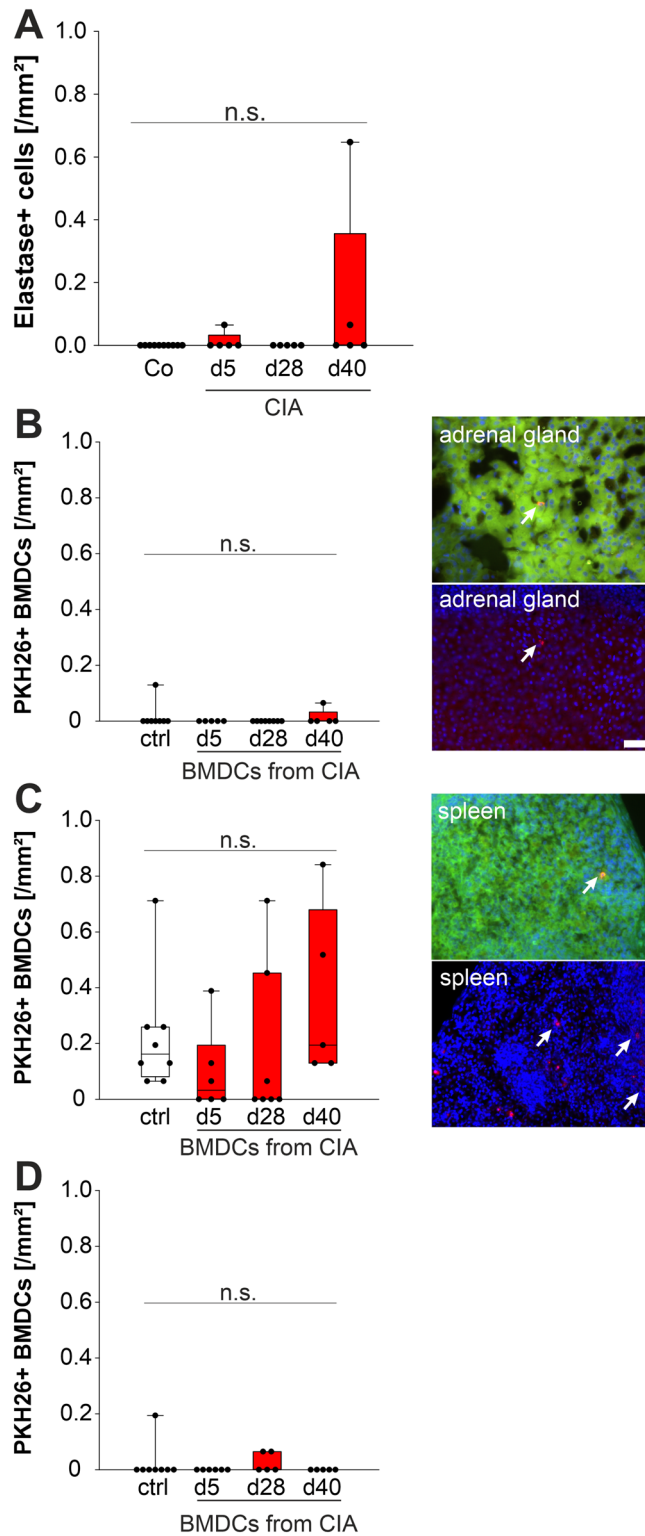 A
Elastase+ cells [/mm²]
1.0
0.8
0.6
0.4
0.2
0.0
n.s.
Co d5 d28 d40
CIA
B
PKH26+ BMDCs [/mm²]
1.0
0.8
0.6
0.4
0.2
0
n.s.
ctrl d5 d28 d40
BMDCs from CIA
adrenal gland
adrenal gland
C
PKH26+ BMDCs [/mm²]
1.0
0.8
0.6
0.4
0.2
0
n.s.
ctrl d5 d28 d40
BMDCs from CIA
spleen
spleen
D
PKH26+ BMDCs [/mm²]
1.0
0.8
0.6
0.4
0.2
0
n.s.
ctrl d5 d28 d40
BMDCs from CIA